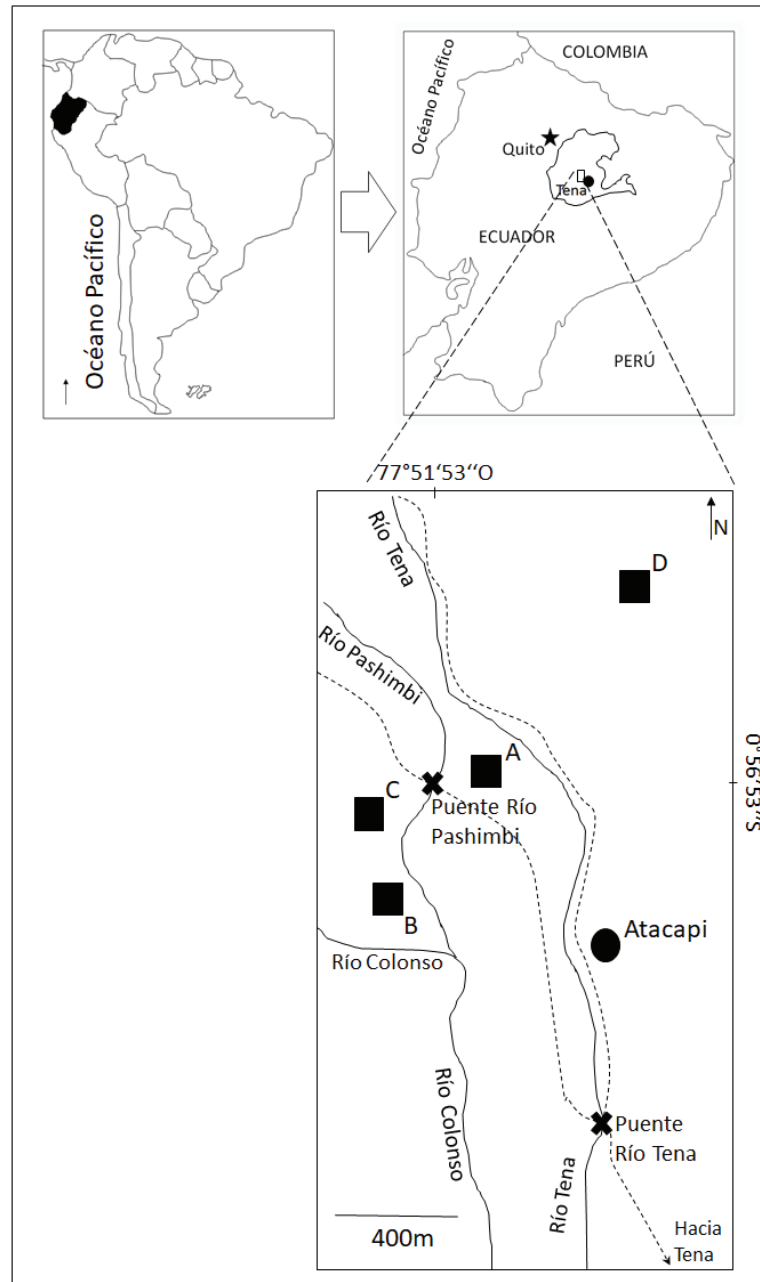 Océano Pacífico
Océano Pacífico
COLOMBIA
Quito
Tena
ECUADOR
PERÚ
77°51‘53‘‘O
N
Río Tena
D
Río Pashimbi
A
0°56‘53‘‘S
C
Puente Río
Pashimbi
B
Atacapi
Río Colonso
Río Colonso
Puente
Río Tena
Río Tena
400m
Hacia
Tena